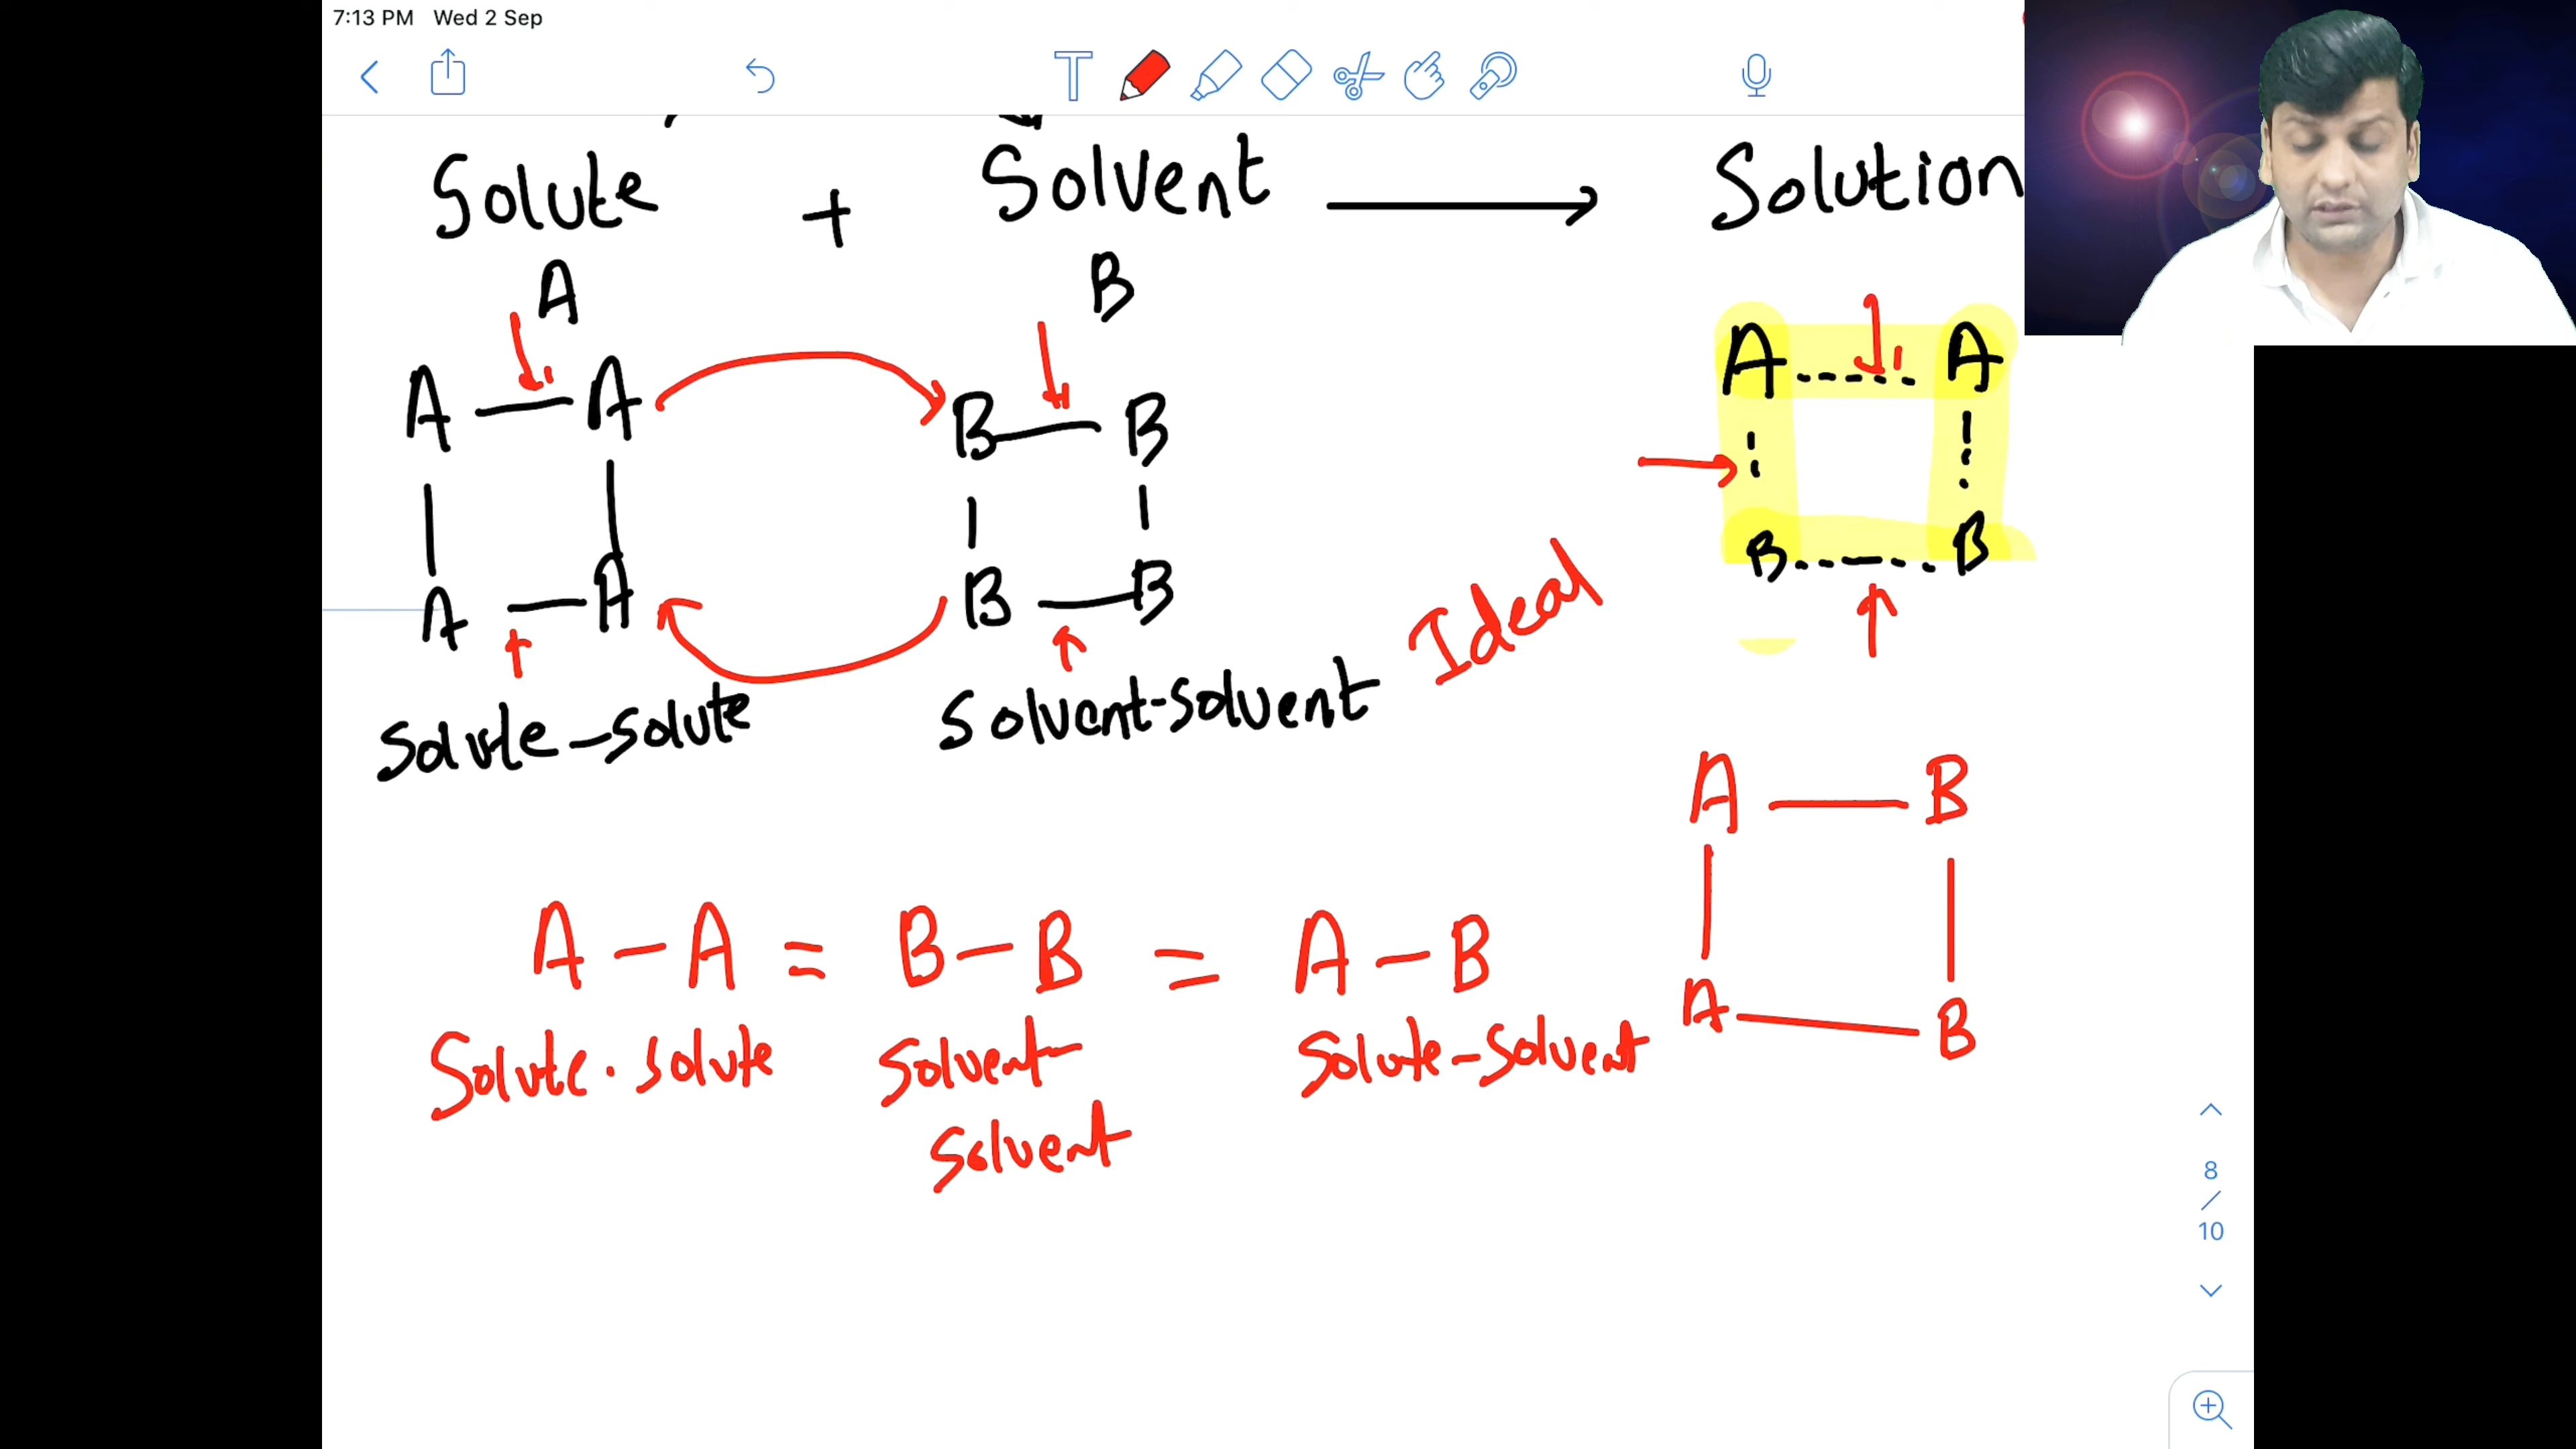 7:13 PM Wed 2 Sep
T
Solute + Solvent → Solution
A B
A — A B — B A ---- A
A — A B — B B ---- B
Ideal
Solute-solute Solvent-solvent
A — B
A — A = B — B = A — B
A — B
Solute. solute Solvent- Solute-Solvent
Solvent
8
/
10